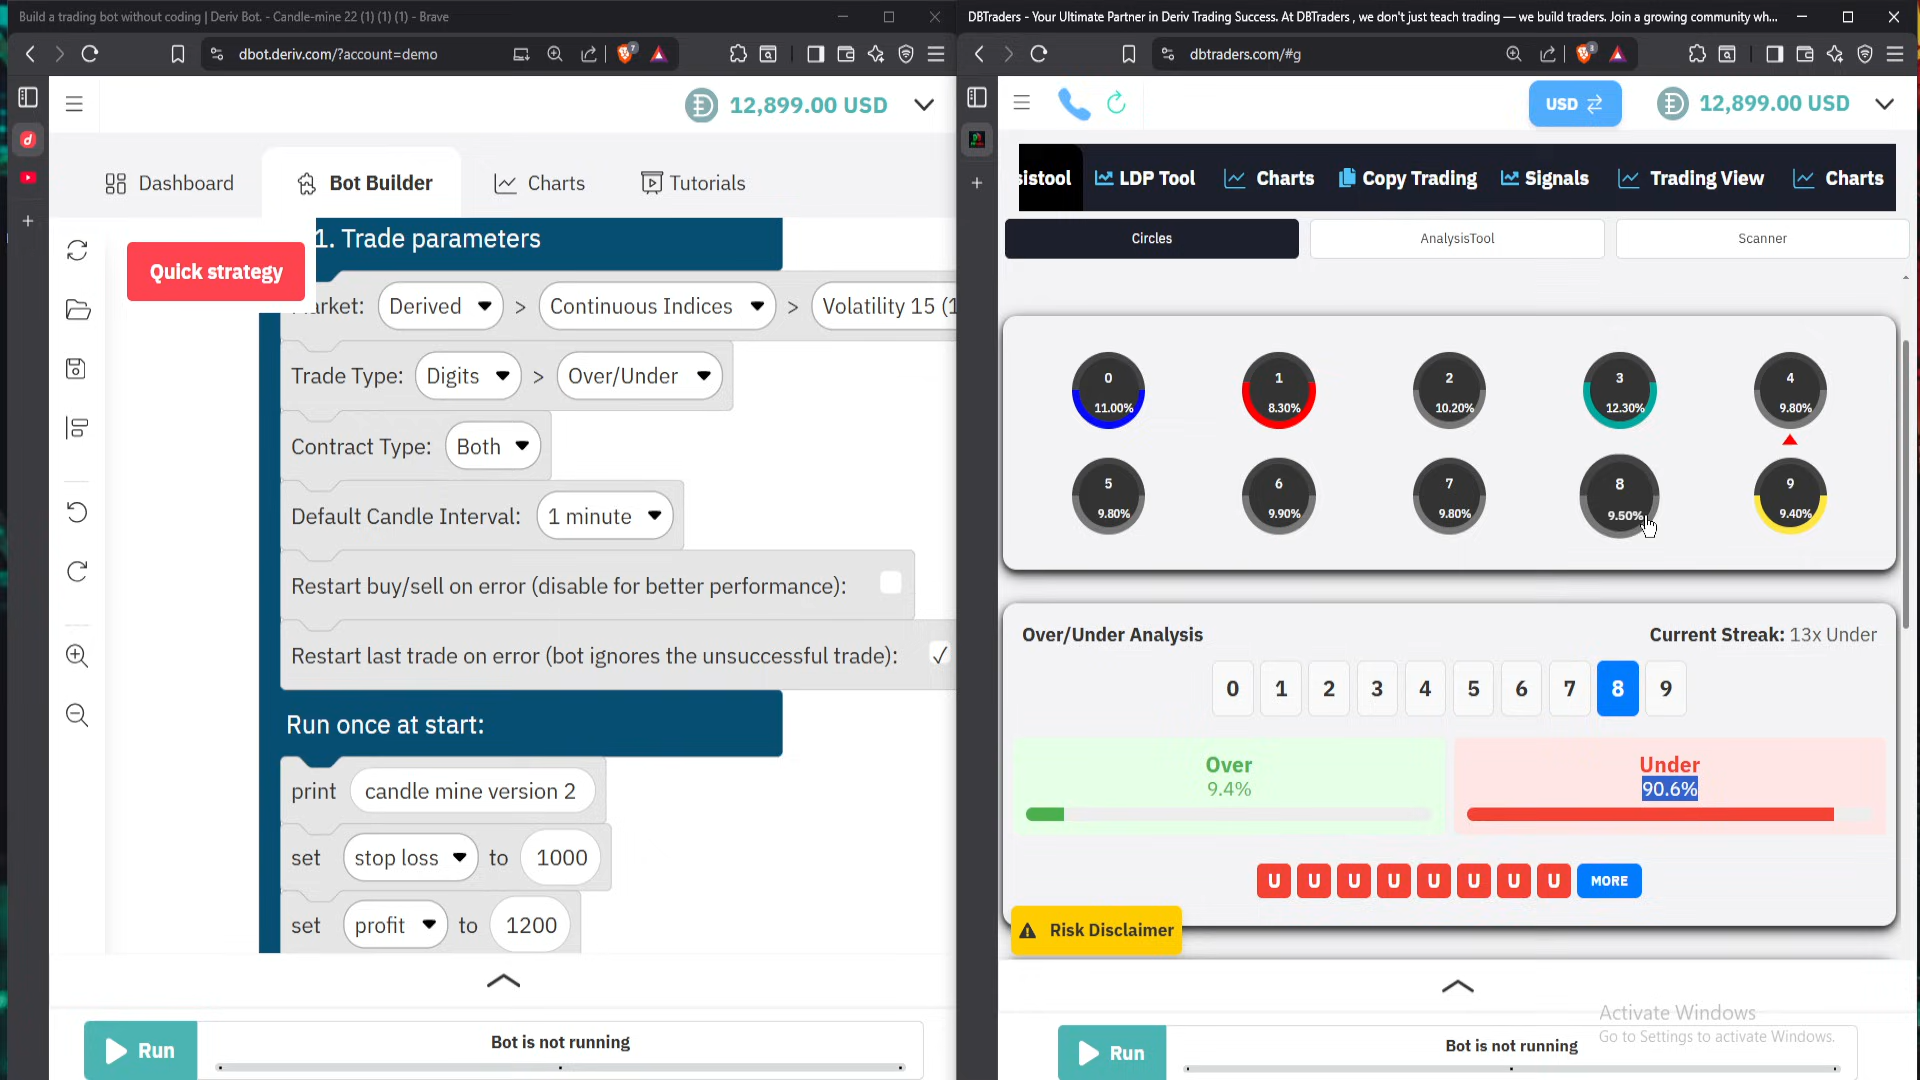 Build a trading bot without coding | Deriv Bot. - Candle-mine 22 (1) (1) (1) - Brave
dbot.deriv.com/?account=demo
7
12,899.00 USD
Dashboard
Bot Builder
Charts
Tutorials
Quick strategy
1. Trade parameters
arket: Derived > Continuous Indices > Volatility 15 (1
Trade Type: Digits > Over/Under
Contract Type: Both
Default Candle Interval: 1 minute
Restart buy/sell on error (disable for better performance):
Restart last trade on error (bot ignores the unsuccessful trade): ✓
Run once at start:
print candle mine version 2
set stop loss to 1000
set profit to 1200
Run
Bot is not running
DBTraders - Your Ultimate Partner in Deriv Trading Success. At DBTraders , we don't just teach trading — we build traders. Join a growing community wh...
dbtraders.com/#g
USD
12,899.00 USD
sistool
LDP Tool
Charts
Copy Trading
Signals
Trading View
Charts
Circles
AnalysisTool
Scanner
0
11.00%
1
8.30%
2
10.20%
3
12.30%
4
9.80%
5
9.80%
6
9.90%
7
9.80%
8
9.50%
9
9.40%
Over/Under Analysis
Current Streak: 13x Under
0 1 2 3 4 5 6 7 8 9
Over
9.4%
Under
90.6%
U U U U U U U U MORE
Risk Disclaimer
Activate Windows
Go to Settings to activate Windows.
Run
Bot is not running